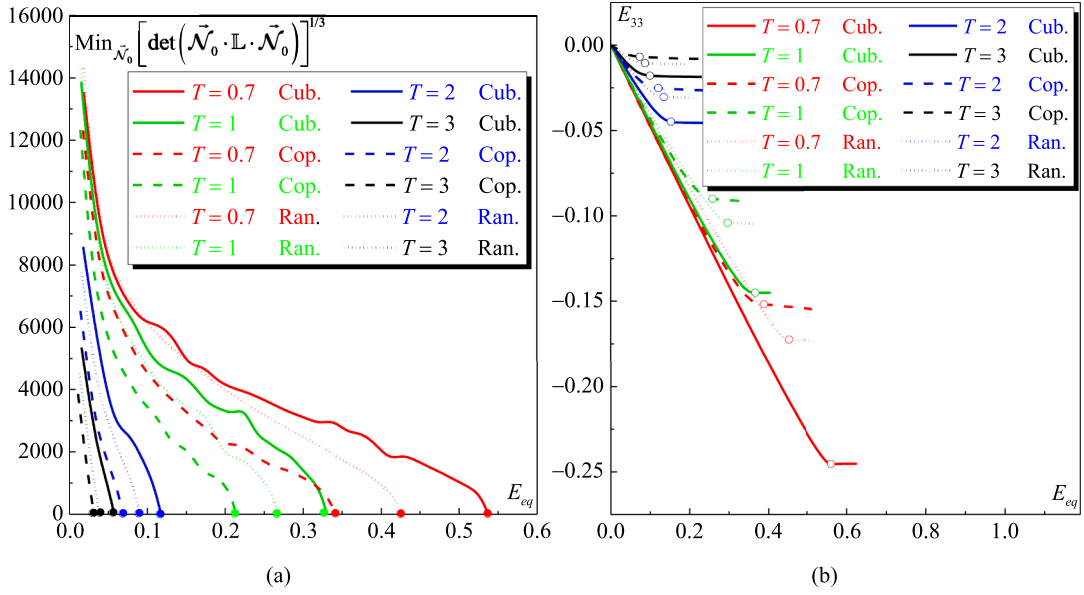 16000
14000
12000
10000
8000
6000
4000
2000
0
0.0 0.1 0.2 0.3 0.4 0.5 0.6
Min𝒩⃗₀[det(𝒩⃗₀·𝕃·𝒩⃗₀)]^1/3
T = 0.7 Cub. T = 2 Cub.
T = 1 Cub. T = 3 Cub.
T = 0.7 Cop. T = 2 Cop.
T = 1 Cop. T = 3 Cop.
T = 0.7 Ran. T = 2 Ran.
T = 1 Ran. T = 3 Ran.
E_eq
(a)
E_33
0.00
−0.05
−0.10
−0.15
−0.20
−0.25
T = 0.7 Cub. T = 2 Cub.
T = 1 Cub. T = 3 Cub.
T = 0.7 Cop. T = 2 Cop.
T = 1 Cop. T = 3 Cop.
T = 0.7 Ran. T = 2 Ran.
T = 1 Ran. T = 3 Ran.
E_eq
0.0 0.2 0.4 0.6 0.8 1.0
(b)